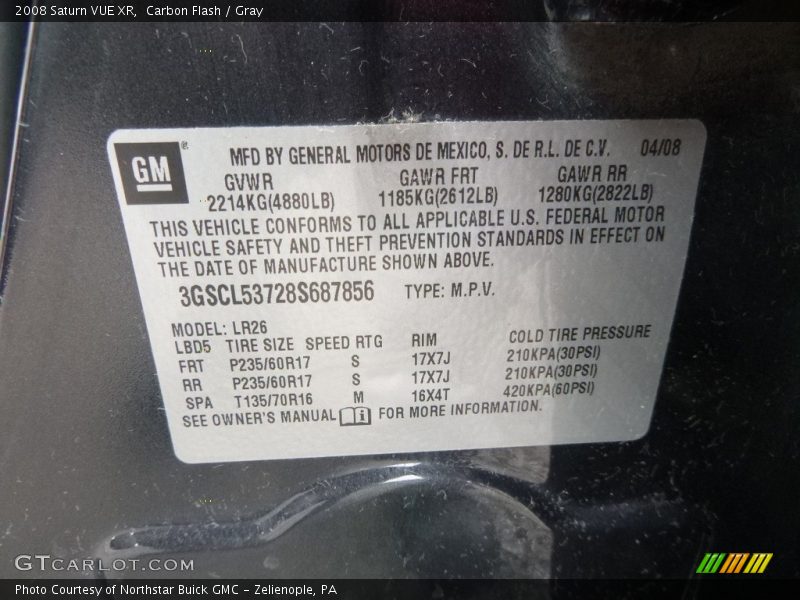 2008 Saturn VUE XR, Carbon Flash / Gray
GM
MFD BY GENERAL MOTORS DE MEXICO, S. DE R.L. DE C.V. 04/08
GVWR GAWR FRT GAWR RR
2214KG(4880LB) 1185KG(2612LB) 1280KG(2822LB)
THIS VEHICLE CONFORMS TO ALL APPLICABLE U.S. FEDERAL MOTOR
VEHICLE SAFETY AND THEFT PREVENTION STANDARDS IN EFFECT ON
THE DATE OF MANUFACTURE SHOWN ABOVE.
3GSCL53728S687856 TYPE: M.P.V.
MODEL: LR26
LBD5 TIRE SIZE SPEED RTG RIM COLD TIRE PRESSURE
FRT P235/60R17 S 17X7J 210KPA(30PSI)
RR P235/60R17 S 17X7J 210KPA(30PSI)
SPA T135/70R16 M 16X4T 420KPA(60PSI)
SEE OWNER'S MANUAL i FOR MORE INFORMATION.
GTCARLOT.COM
Photo Courtesy of Northstar Buick GMC - Zelienople, PA